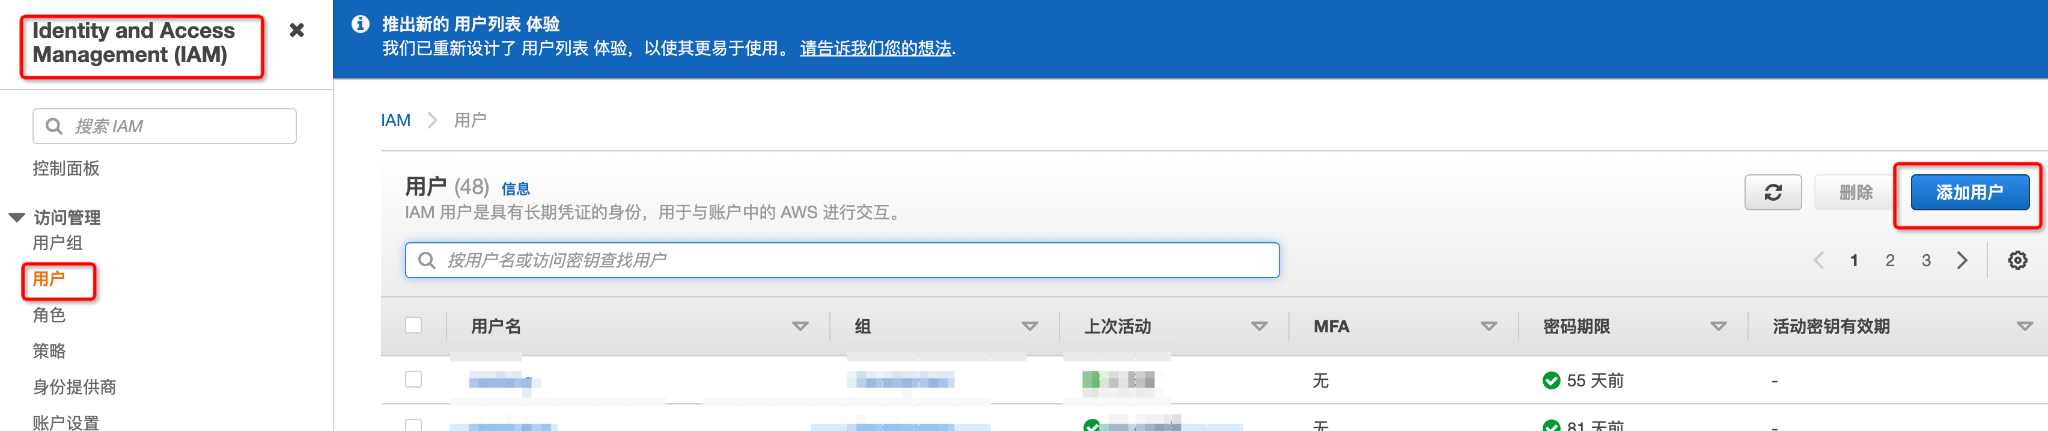 Identity and Access
Management (IAM)
搜索 IAM
控制面板
访问管理
用户组
用户
角色
策略
身份提供商
账户设置
推出新的 用户列表 体验
我们已重新设计了 用户列表 体验，以使其更易于使用。 请告诉我们您的想法.
IAM 用户
用户 (48) 信息
IAM 用户是具有长期凭证的身份，用于与账户中的 AWS 进行交互。
删除 添加用户
按用户名或访问密钥查找用户
1 2 3
用户名 组 上次活动 MFA 密码期限 活动密钥有效期
无 55 天前 -
无 81 天前 -